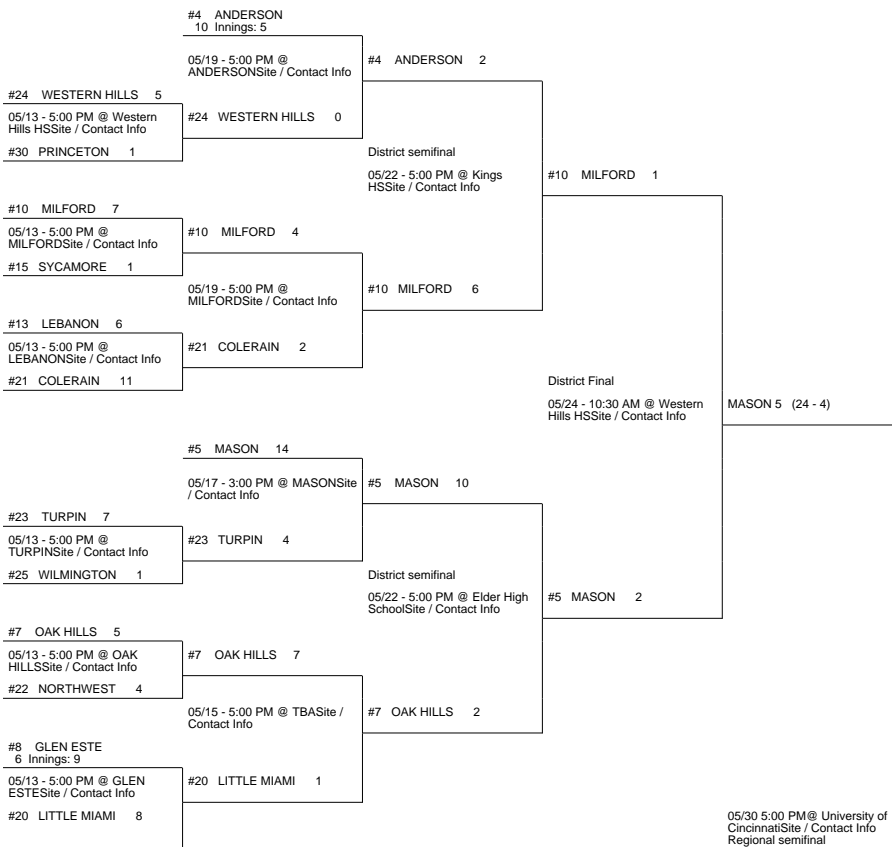 #4 ANDERSON
10 Innings: 5
05/19 - 5:00 PM @
ANDERSONSite / Contact Info
#4 ANDERSON 2
#24 WESTERN HILLS 5
05/13 - 5:00 PM @ Western
Hills HSSite / Contact Info
#24 WESTERN HILLS 0
#30 PRINCETON 1
District semifinal
05/22 - 5:00 PM @ Kings
HSSite / Contact Info
#10 MILFORD 1
#10 MILFORD 7
05/13 - 5:00 PM @
MILFORDSite / Contact Info
#10 MILFORD 4
#15 SYCAMORE 1
05/19 - 5:00 PM @
MILFORDSite / Contact Info
#10 MILFORD 6
#13 LEBANON 6
05/13 - 5:00 PM @
LEBANONSite / Contact Info
#21 COLERAIN 2
#21 COLERAIN 11
District Final
05/24 - 10:30 AM @ Western
Hills HSSite / Contact Info
MASON 5 (24 - 4)
#5 MASON 14
05/17 - 3:00 PM @ MASONSite
/ Contact Info
#5 MASON 10
#23 TURPIN 7
05/13 - 5:00 PM @
TURPINSite / Contact Info
#23 TURPIN 4
#25 WILMINGTON 1
District semifinal
05/22 - 5:00 PM @ Elder High
SchoolSite / Contact Info
#5 MASON 2
#7 OAK HILLS 5
05/13 - 5:00 PM @ OAK
HILLSSite / Contact Info
#7 OAK HILLS 7
#22 NORTHWEST 4
05/15 - 5:00 PM @ TBASite /
Contact Info
#7 OAK HILLS 2
#8 GLEN ESTE
6 Innings: 9
05/13 - 5:00 PM @ GLEN
ESTESite / Contact Info
#20 LITTLE MIAMI 1
#20 LITTLE MIAMI 8
05/30 5:00 PM@ University of
CincinnatiSite / Contact Info
Regional semifinal